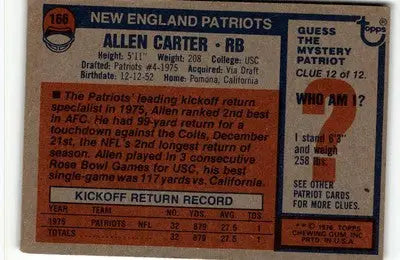 166
NEW ENGLAND PATRIOTS
ALLEN CARTER • RB
Height: 5'11" Weight: 208 College: USC
Drafted: Patriots #4-1975 Acquired: Via Draft
Birthdate: 12-12-52 Home: Pomona, California
The Patriots' leading kickoff return
specialist in 1975, Allen ranked 2nd best
in AFC. He had 99-yard return for a
touchdown against the Colts, December
21st, the NFL's 2nd longest return of
season. Allen played in 3 consecutive
Rose Bowl Games for USC, his best
single-game was 117 yards vs. California.
KICKOFF RETURN RECORD
YEAR TEAM NO. YDS. AVG. TD
1975 PATRIOTS NFL 32 879 27.5 1
TOTALS 32 879 27.5 1
Topps
GUESS
THE
MYSTERY
PATRIOT
CLUE 12 of 12.
WHO AM I?
?
I stand 6'3"
and weigh
258 lbs.
SEE OTHER
PATRIOT CARDS
FOR MORE CLUES.
** © 1976 TOPPS
CHEWING GUM, INC.
PRTD. IN U.S.A.